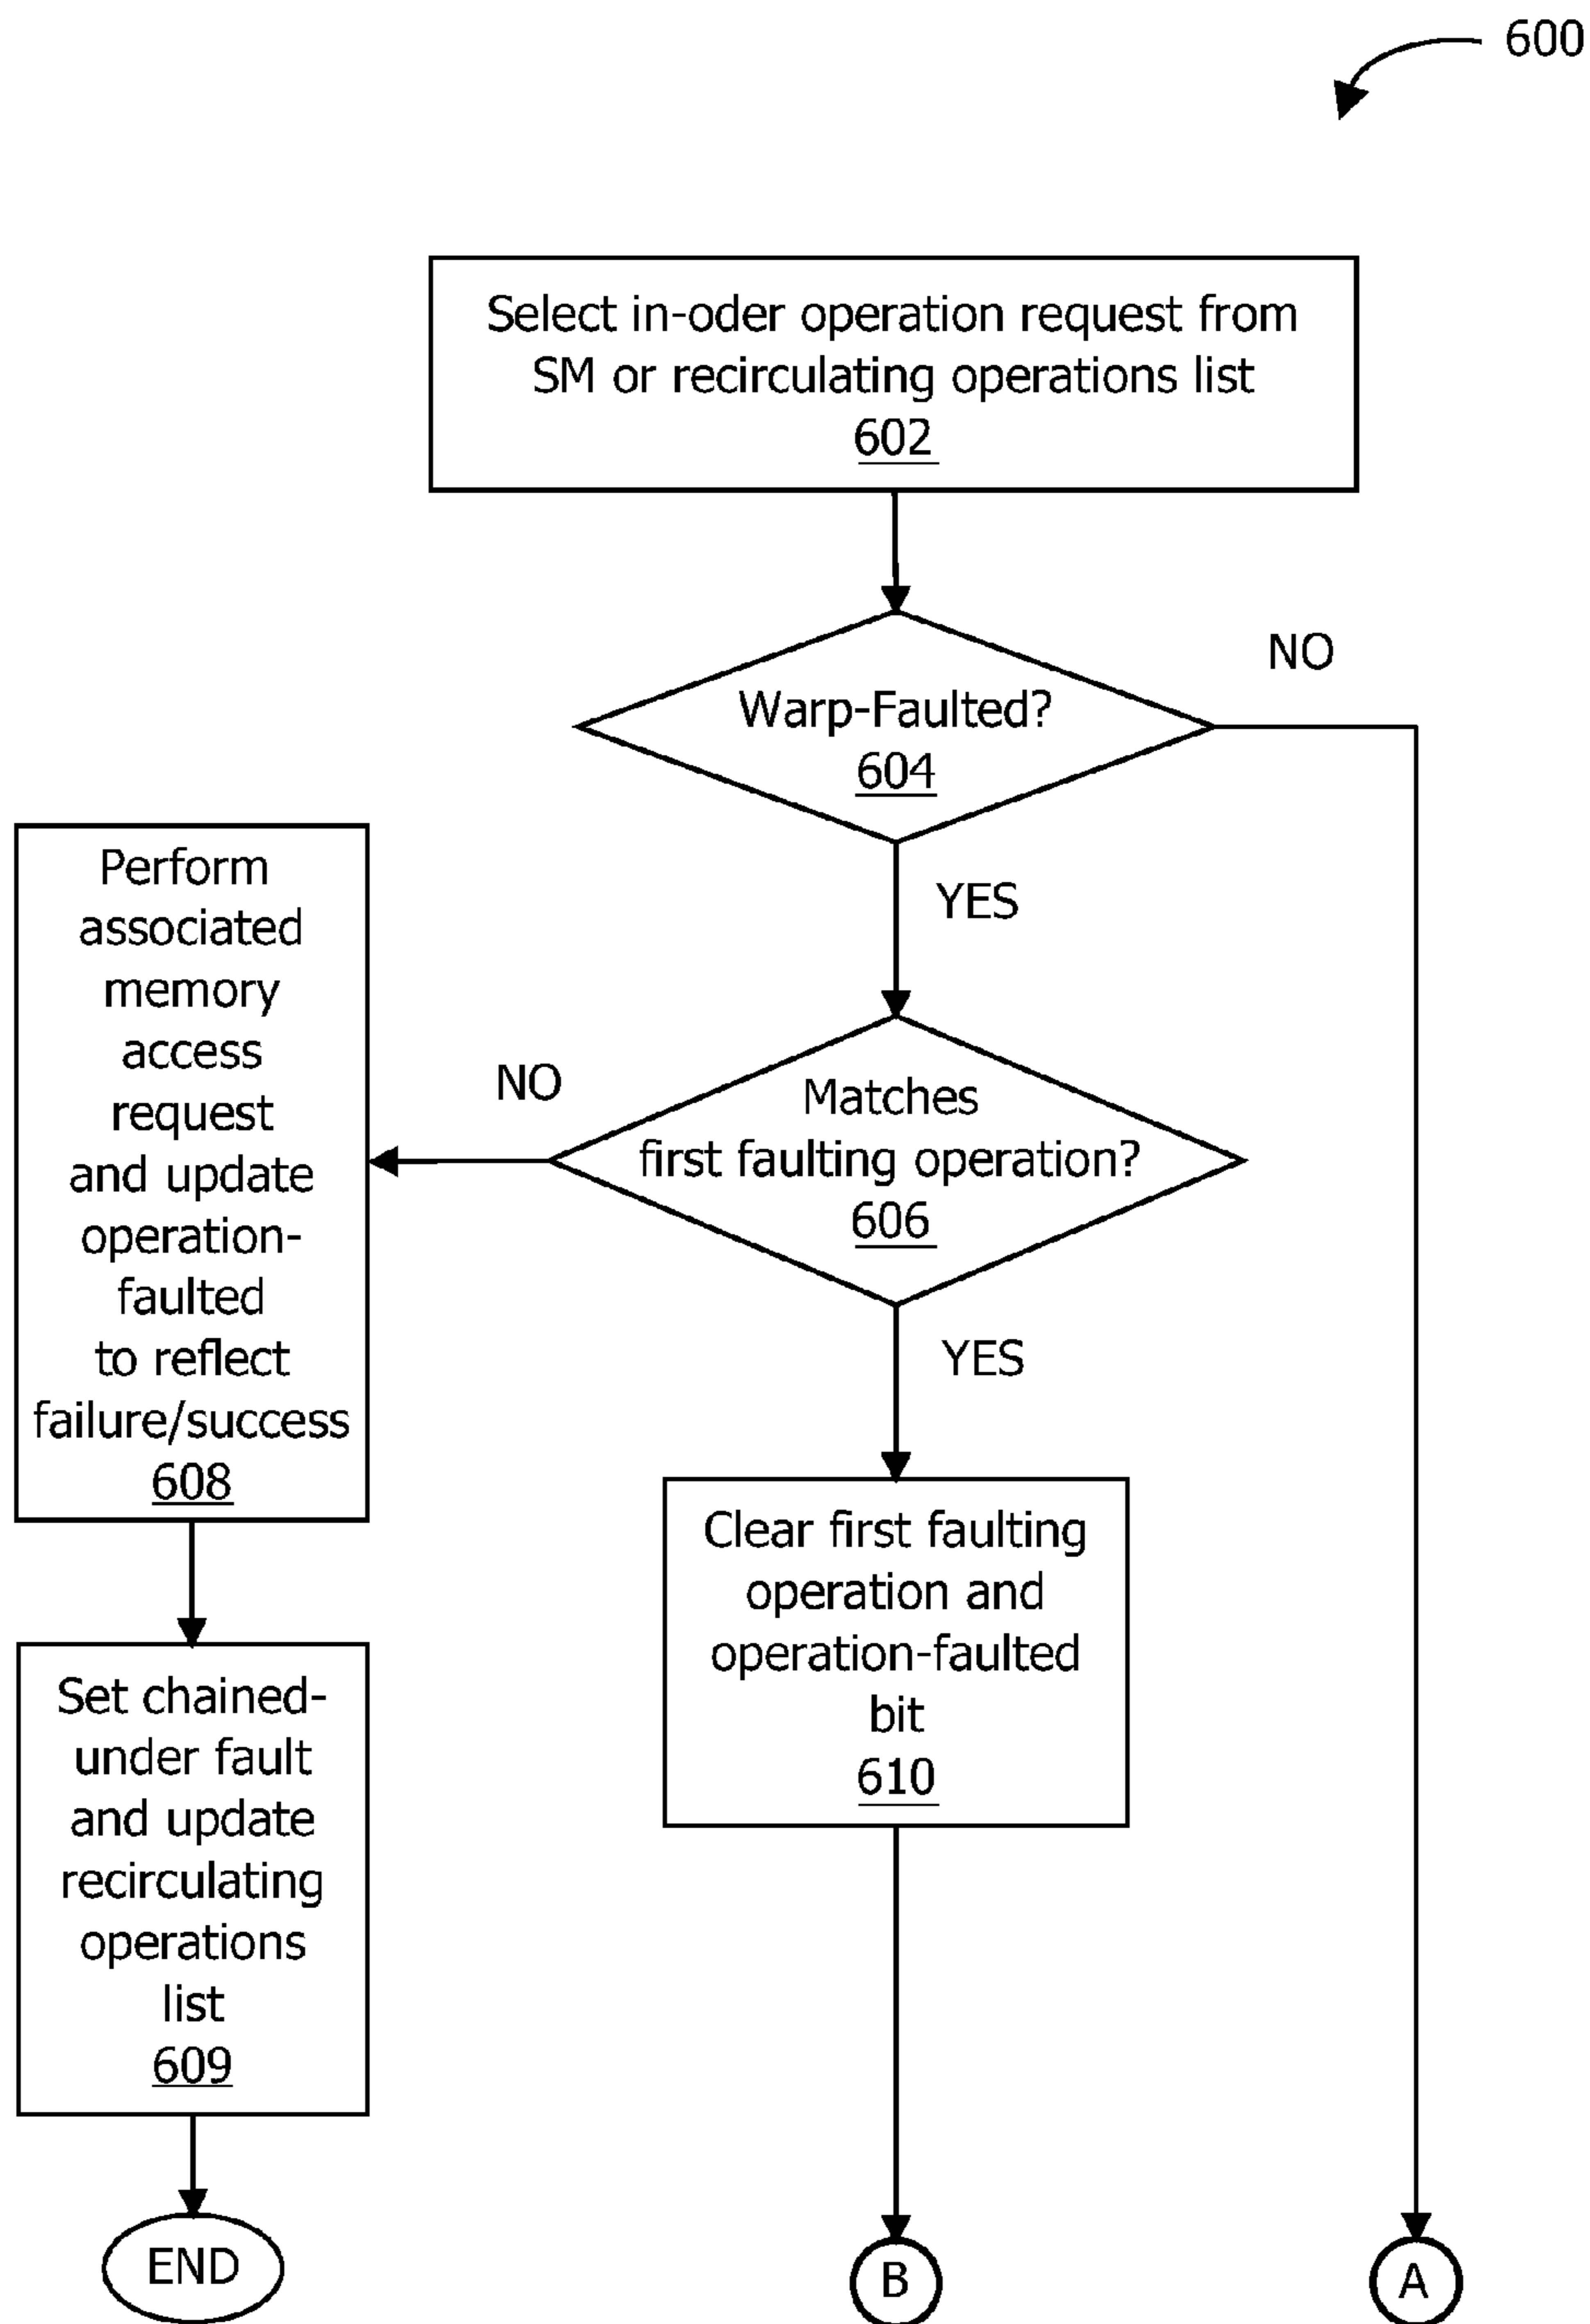 600
Select in-oder operation request from
SM or recirculating operations list
602
Warp-Faulted?
604
NO
YES
Matches
first faulting operation?
606
NO
YES
Perform
associated
memory
access
request
and update
operation-
faulted
to reflect
failure/success
608
Clear first faulting
operation and
operation-faulted
bit
610
Set chained-
under fault
and update
recirculating
operations
list
609
END
B
A